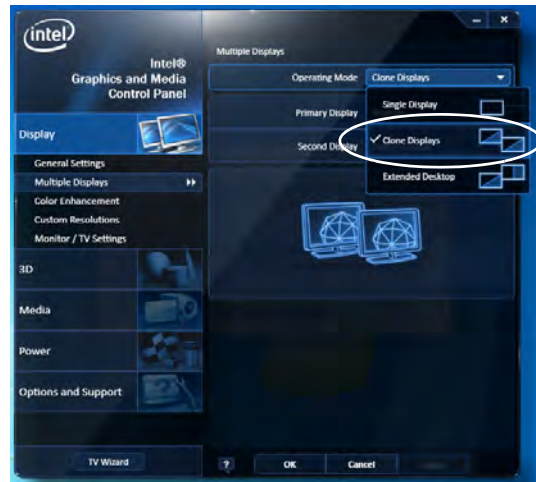 intel
Intel®
Graphics and Media
Control Panel
Display
General Settings
Multiple Displays
Color Enhancement
Custom Resolutions
Monitor / TV Settings
3D
Media
Power
Options and Support
TV Wizard
Multiple Displays
Operating Mode Clone Displays
Primary Display
Second Display
Single Display
Clone Displays
Extended Desktop
? OK Cancel